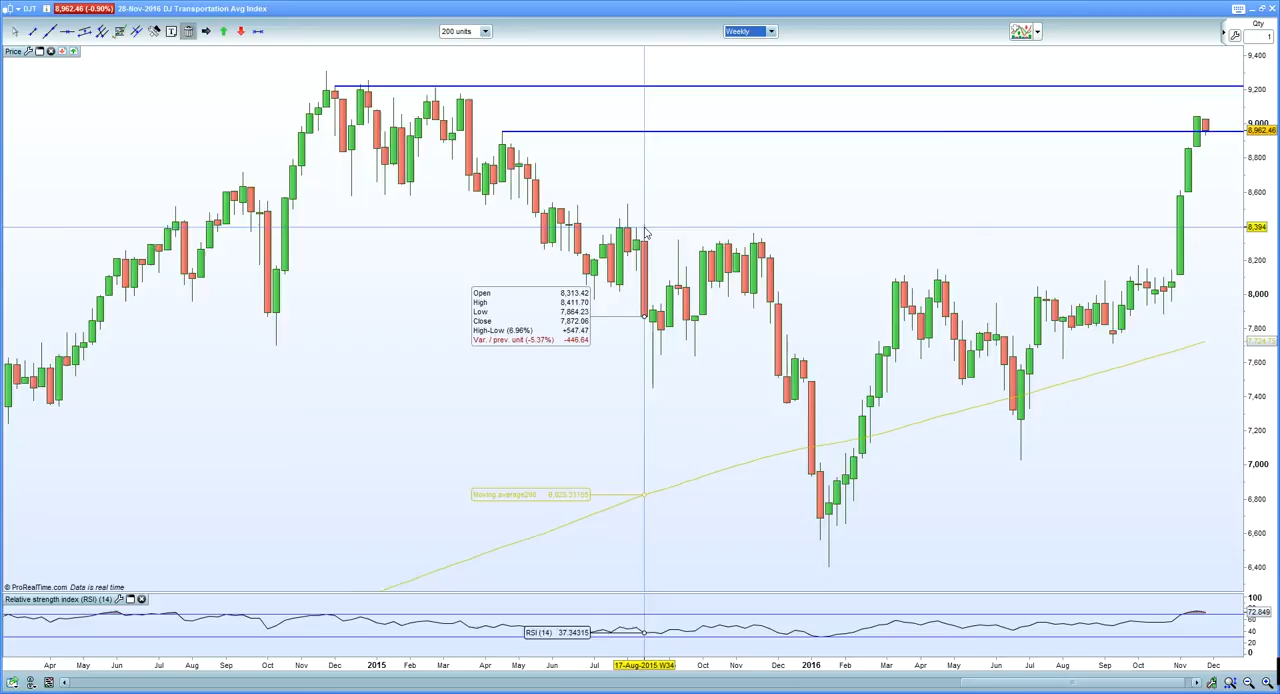 DJT 8,962.46 (-0.90%) 28-Nov-2016 DJ Transportation Avg Index
200 units Weekly Qty
1
Price
9,400
9,200
9,000
8,962.46
8,800
8,600
8,394
8,200
8,000
7,800
7,724.75
7,600
7,400
7,200
7,000
6,800
6,600
6,400
Open 8,313.42
High 8,411.70
Low 7,864.23
Close 7,872.06
High-Low (6.96%) +547.47
Var. / prev. unit (-5.37%) -446.64
© ProRealTime.com Data is real time
Relative strength index (RSI) (14)
100
72.849
60
40
20
0
RSI (14) 37.34315
Apr May Jun Jul Aug Sep Oct Nov Dec 2015 Feb Mar Apr May Jun Jul 17-Aug-2015 W34 Oct Nov Dec 2016 Feb Mar Apr May Jun Jul Aug Sep Oct Nov Dec